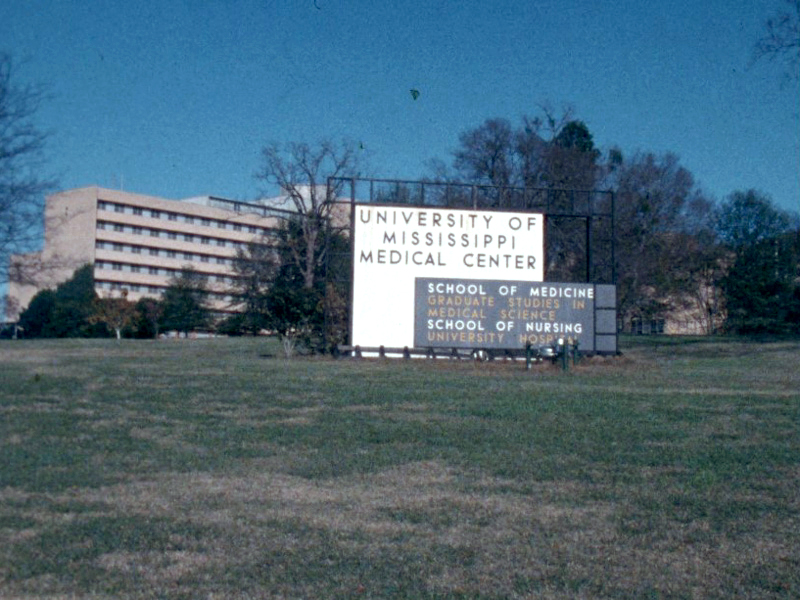 UNIVERSITY OF
MISSISSIPPI
MEDICAL CENTER
SCHOOL OF MEDICINE
GRADUATE STUDIES IN
MEDICAL SCIENCE
SCHOOL OF NURSING
UNIVERSITY